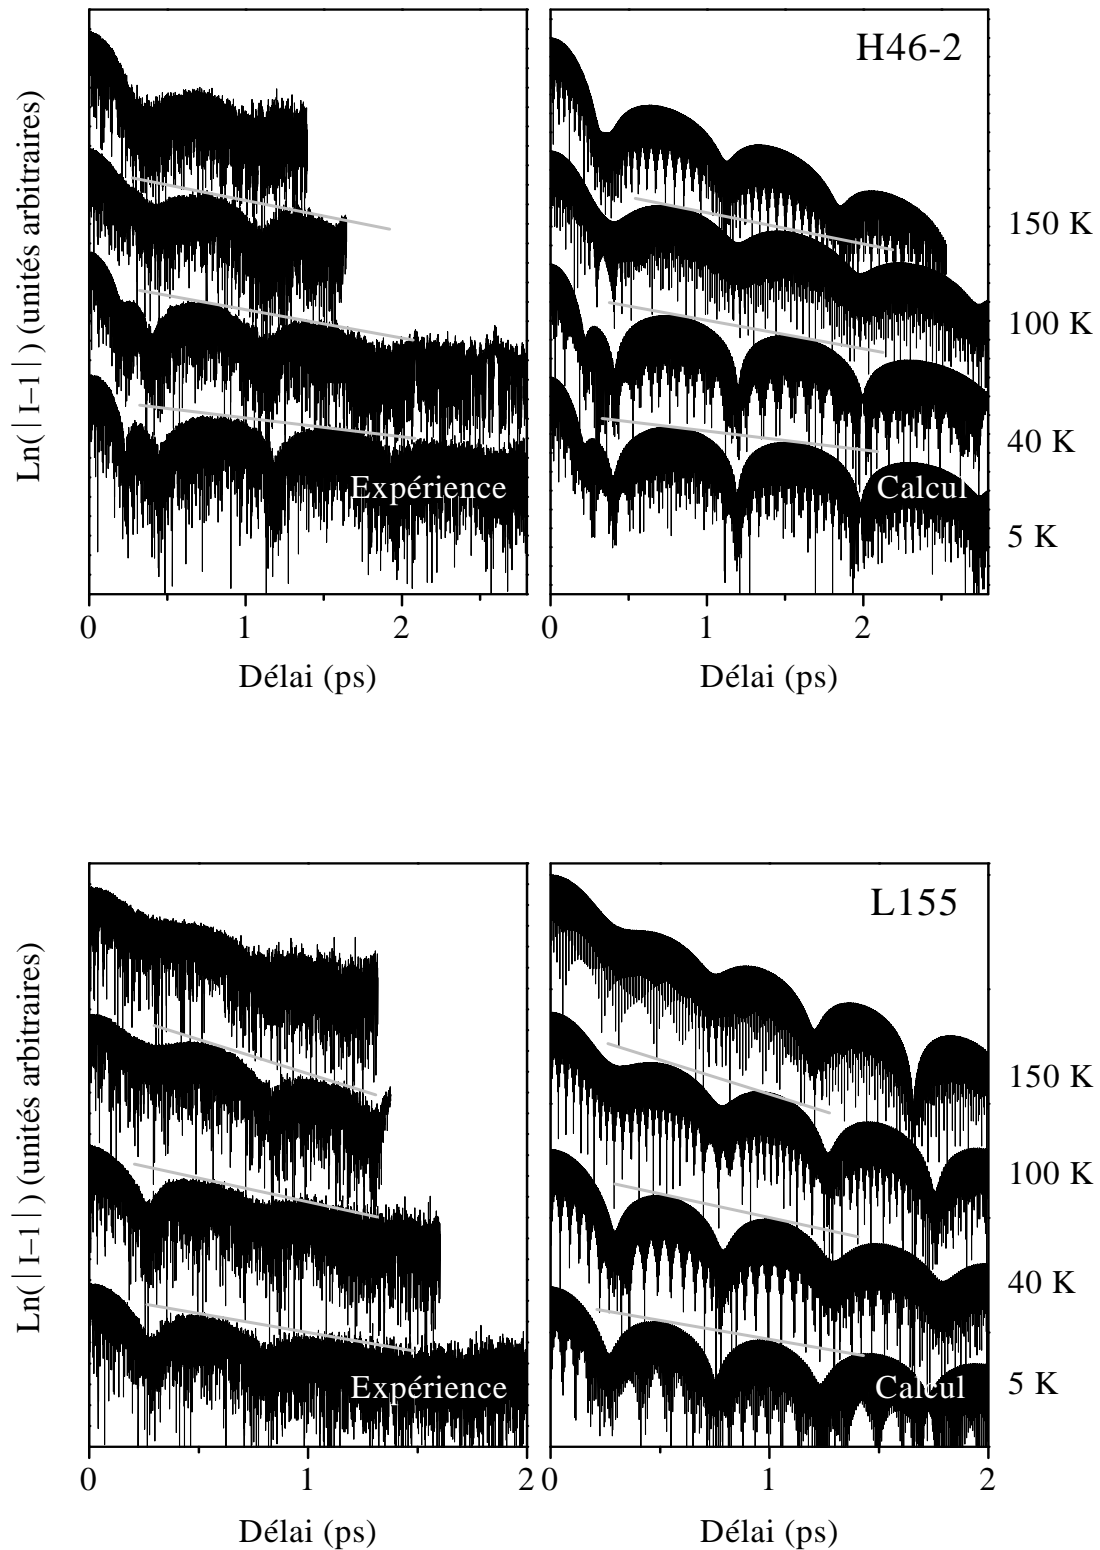 H46-2
Ln(|I–1|) (unités arbitraires)
150 K
100 K
40 K
5 K
Expérience
Calcul
0 1 2
0 1 2
Délai (ps)
Délai (ps)
L155
Ln(|I–1|) (unités arbitraires)
150 K
100 K
40 K
5 K
Expérience
Calcul
0 1 2
0 1 2
Délai (ps)
Délai (ps)